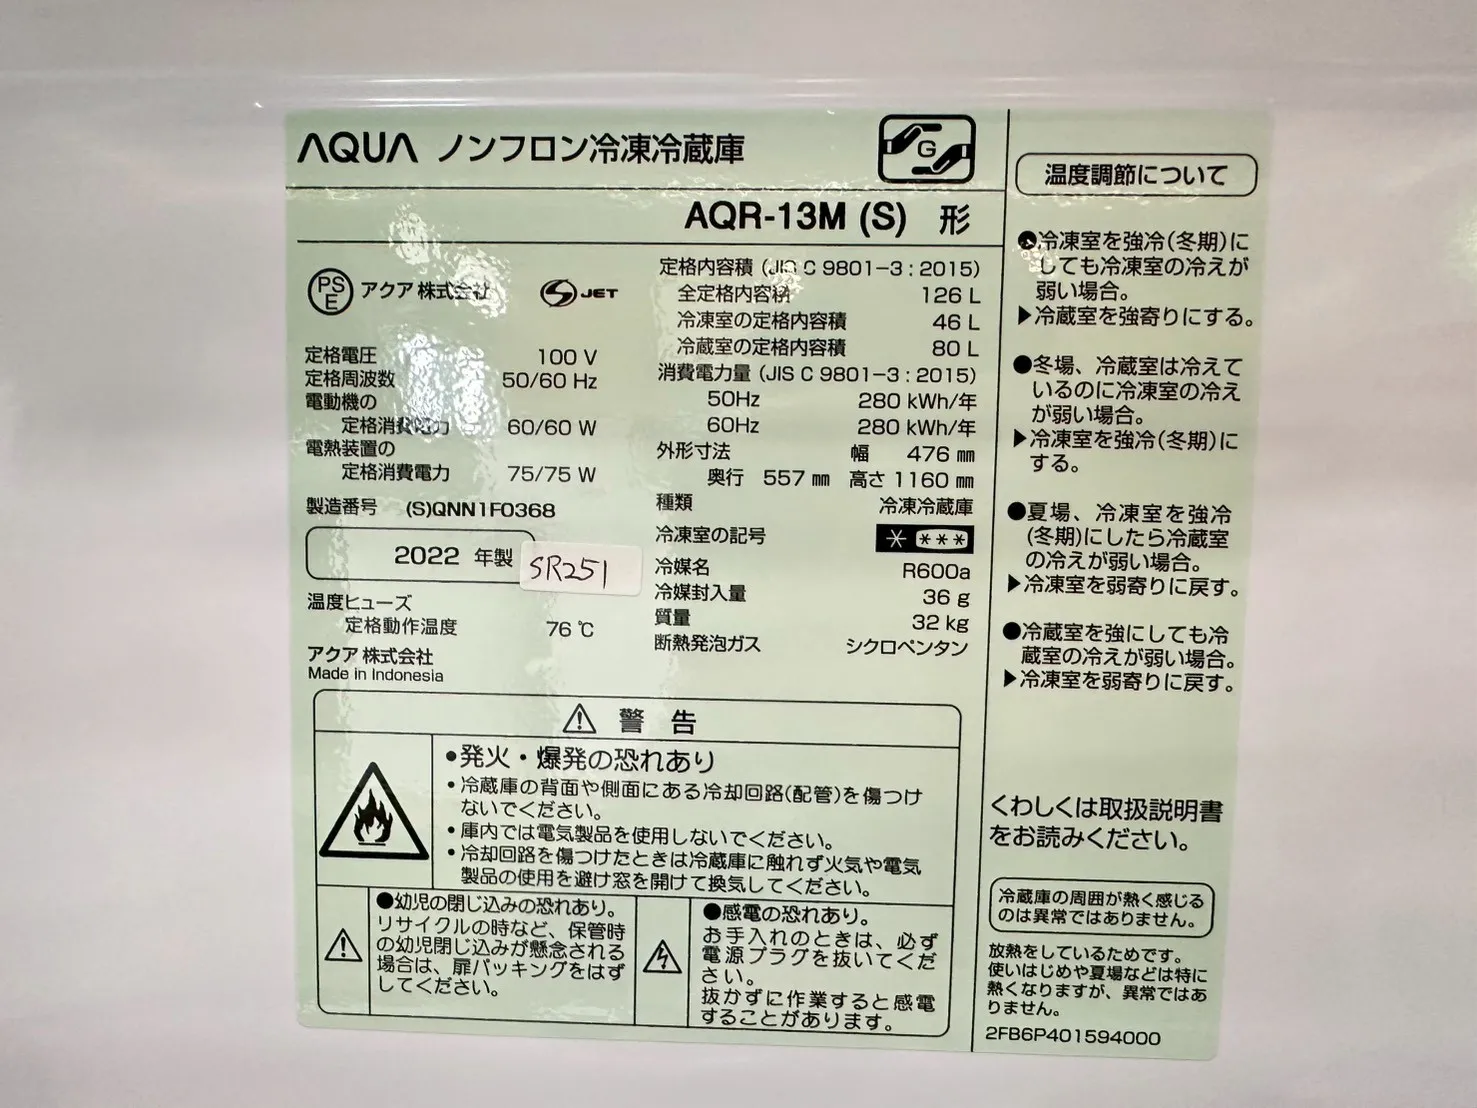 AQUA ノンフロン冷凍冷蔵庫
G
AQR-13M (S) 形
PS
E
アクア 株式会社
JET
定格電圧 100 V
定格周波数 50/60 Hz
電動機の
定格消費電力 60/60 W
電熱装置の
定格消費電力 75/75 W
製造番号 (S)QNN1F0368
2022 年製
SR251
温度ヒューズ
定格動作温度 76 ℃
アクア 株式会社
Made in Indonesia
定格内容積 (JIS C 9801-3 : 2015)
全定格内容積 126 L
冷凍室の定格内容積 46 L
冷蔵室の定格内容積 80 L
消費電力量 (JIS C 9801-3 : 2015)
50Hz 280 kWh/年
60Hz 280 kWh/年
外形寸法 幅 476 ㎜
奥行 557 ㎜ 高さ 1160 ㎜
種類 冷凍冷蔵庫
冷凍室の記号 * ***
冷媒名 R600a
冷媒封入量 36 g
質量 32 kg
断熱発泡ガス シクロペンタン
⚠ 警 告
•発火・爆発の恐れあり
•冷蔵庫の背面や側面にある冷却回路(配管)を傷つけ
ないでください。
•庫内では電気製品を使用しないでください。
•冷却回路を傷つけたときは冷蔵庫に触れず火気や電気
製品の使用を避け窓を開けて換気してください。
●幼児の閉じ込みの恐れあり。
リサイクルの時など、保管時
の幼児閉じ込みが懸念される
場合は、扉パッキングをはず
してください。
●感電の恐れあり。
お手入れのときは、必ず
電源プラグを抜いてくだ
さい。
抜かずに作業すると感電
することがあります。
温度調節について
●冷凍室を強冷(冬期)に
しても冷凍室の冷えが
弱い場合。
▶冷蔵室を強寄りにする。
●冬場、冷蔵室は冷えて
いるのに冷凍室の冷え
が弱い場合。
▶冷凍室を強冷(冬期)に
する。
●夏場、冷凍室を強冷
(冬期)にしたら冷蔵室
の冷えが弱い場合。
▶冷凍室を弱寄りに戻す。
●冷蔵室を強にしても冷
蔵室の冷えが弱い場合。
▶冷凍室を弱寄りに戻す。
くわしくは取扱説明書
をお読みください。
冷蔵庫の周囲が熱く感じる
のは異常ではありません。
放熱をしているためです。
使いはじめや夏場などは特に
熱くなりますが、異常ではあ
りません。
2FB6P401594000